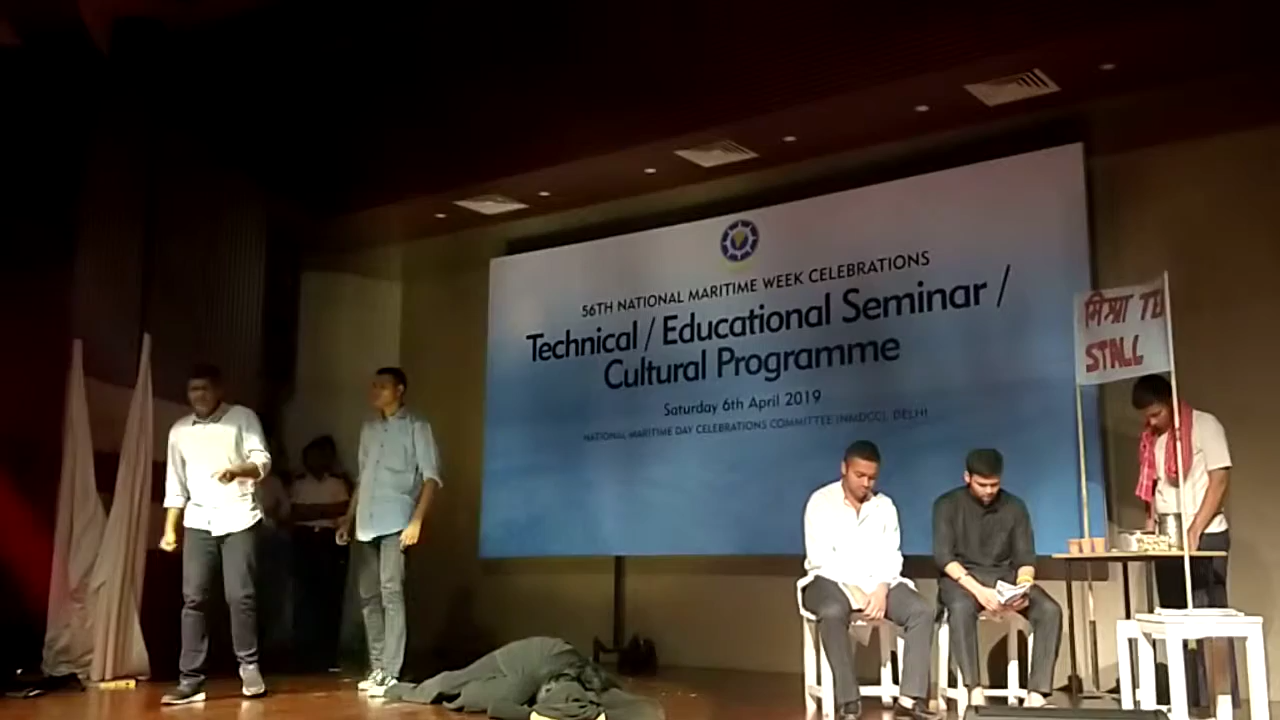 56TH NATIONAL MARITIME WEEK CELEBRATIONS
Technical / Educational Seminar /
Cultural Programme
Saturday 6th April 2019
NATIONAL MARITIME DAY CELEBRATIONS COMMITTEE (NMDCC), DELHI
मिश्रा
STALL